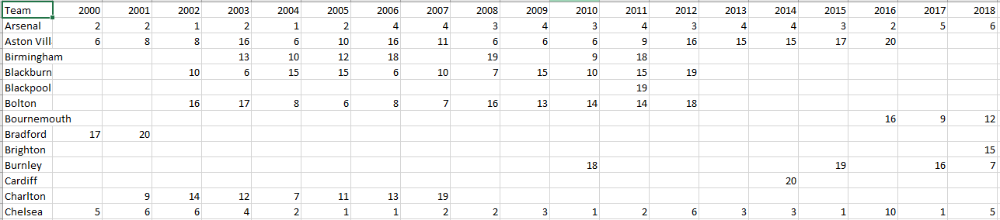 Team 2000 2001 2002 2003 2004 2005 2006 2007 2008 2009 2010 2011 2012 2013 2014 2015 2016 2017 2018
Arsenal 2 2 1 2 1 2 4 4 3 4 3 4 3 4 4 3 2 5 6
Aston Vill 6 8 8 16 6 10 16 11 6 6 6 9 16 15 15 17 20
Birmingham 13 10 12 18 19 9 18
Blackburn 10 6 15 15 6 10 7 15 10 15 19
Blackpool 19
Bolton 16 17 8 6 8 7 16 13 14 14 18
Bournemouth 16 9 12
Bradford 17 20
Brighton 15
Burnley 18 19 16 7
Cardiff 20
Charlton 9 14 12 7 11 13 19
Chelsea 5 6 6 4 2 1 1 2 2 3 1 2 6 3 3 1 10 1 5